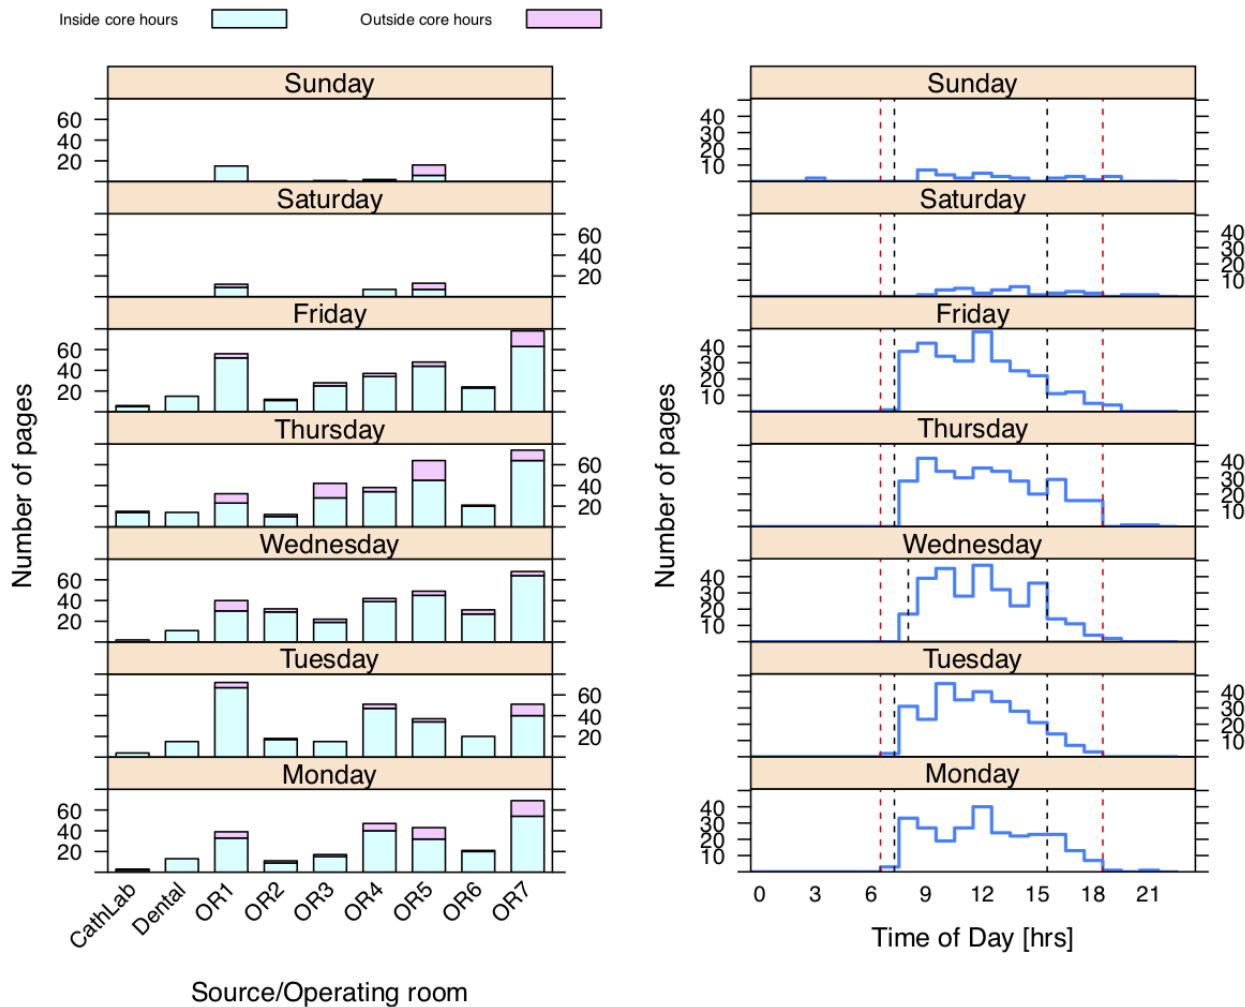 Inside core hours
Outside core hours
Sunday
60
40
20
Saturday
60
40
20
Friday
60
40
20
Thursday
60
40
20
Wednesday
60
40
20
Tuesday
60
40
20
Monday
60
40
20
CathLab
Dental
OR1
OR2
OR3
OR4
OR5
OR6
OR7
Number of pages
Source/Operating room
Sunday
40
30
20
10
Saturday
40
30
20
10
Friday
40
30
20
10
Thursday
40
30
20
10
Wednesday
40
30
20
10
Tuesday
40
30
20
10
Monday
40
30
20
10
0 3 6 9 12 15 18 21
Number of pages
Time of Day [hrs]